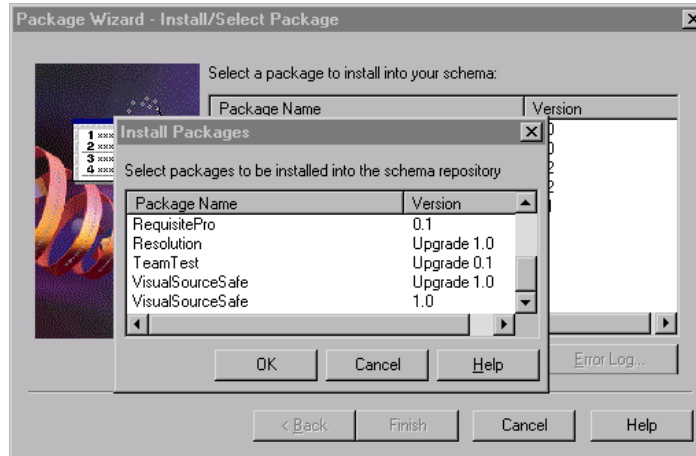 Package Wizard - Install/Select Package
Select a package to install into your schema:
Package Name Version
Install Packages
Select packages to be installed into the schema repository
Package Name Version
RequisitePro 0.1
Resolution Upgrade 1.0
TeamTest Upgrade 0.1
VisualSourceSafe Upgrade 1.0
VisualSourceSafe 1.0
OK Cancel Help
Error Log...
< Back Finish Cancel Help